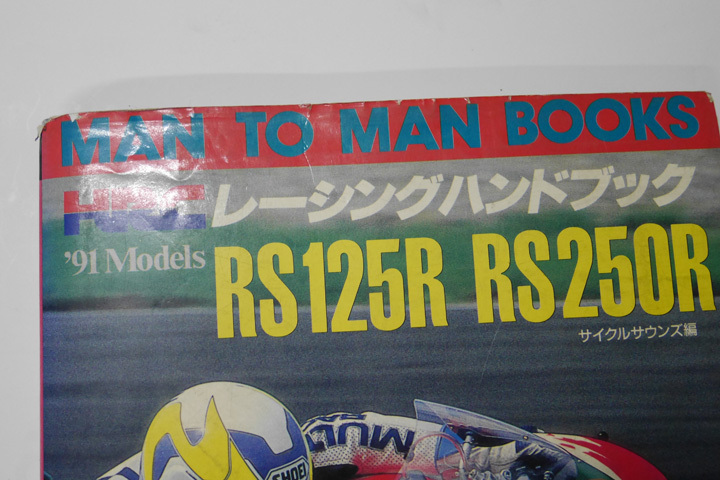 MAN TO MAN BOOKS
HRC レーシングハンドブック
'91 Models
RS125R RS250R
サイクルサウンズ編
SHOEI